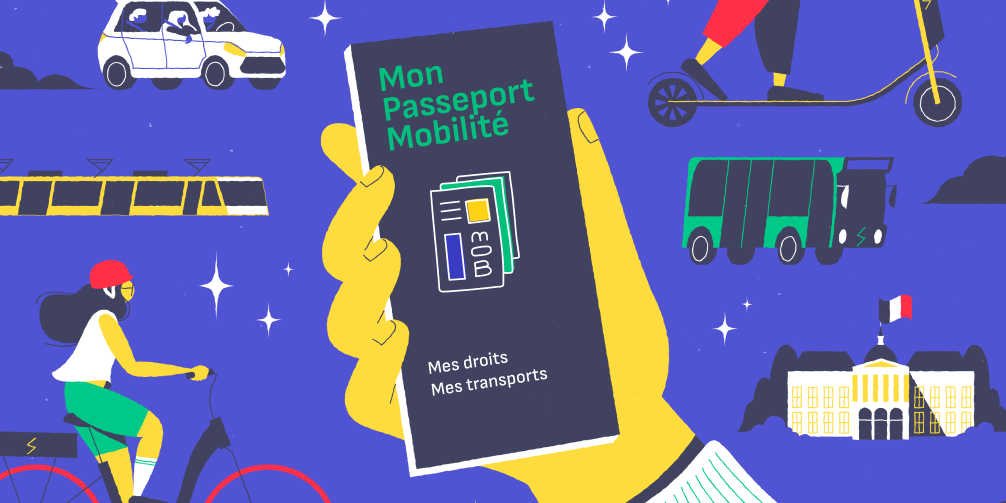 Mon
Passeport
Mobilité
MOB
Mes droits
Mes transports